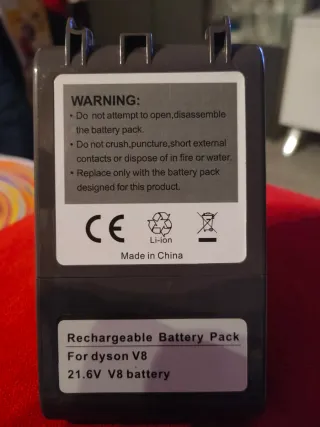 WARNING:
• Do not attempt to open,disassemble
the battery pack.
• Do not crush,puncture,short external
contacts or dispose of in fire or water.
• Replace only with the battery pack
designed for this product.
CE
Li-ion
Made in China
Rechargeable Battery Pack
For dyson V8
21.6V V8 battery